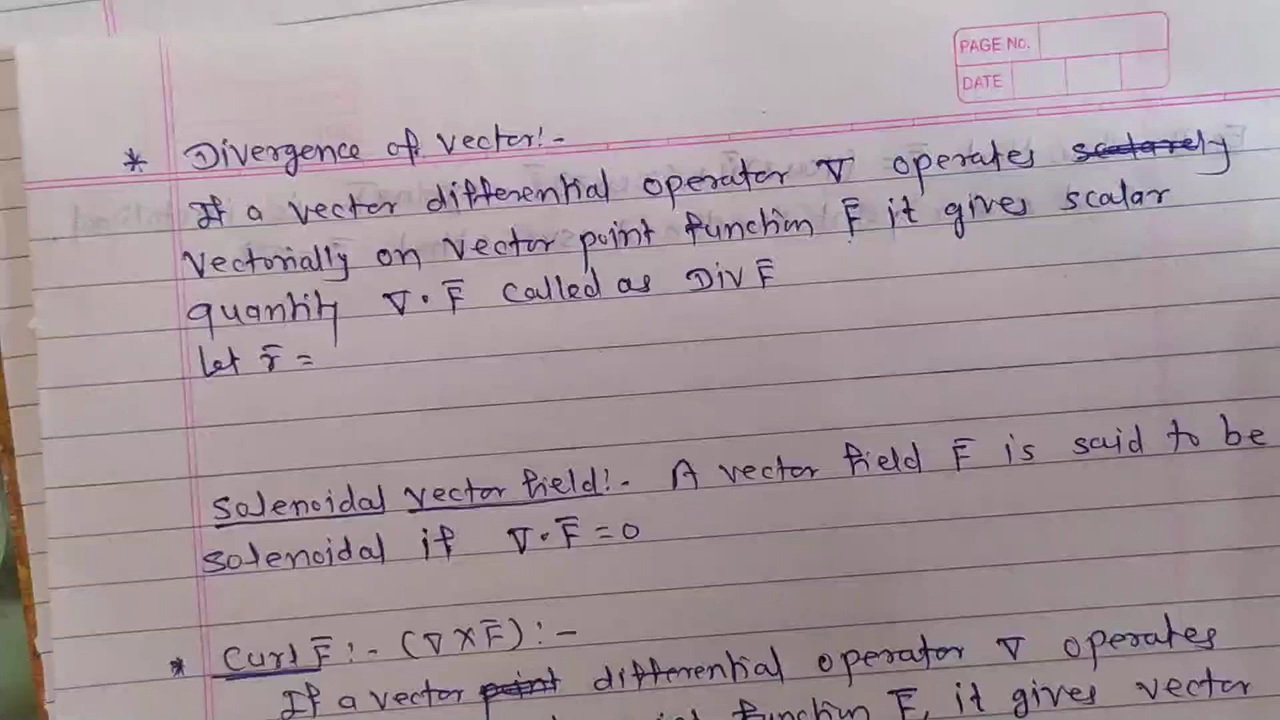 PAGE NO.
DATE
* Divergence of vector:-
If a vector differential operator ∇ operates scalarely
Vectorially on vector point function F̄ it gives scalar
quantity ∇·F̄ called as Div F̄
let r̄ =
Solenoidal vector field:- A vector field F̄ is said to be
solenoidal if ∇·F̄ = 0
* Curl F̄ :- (∇×F̄) :-
If a vector point differential operator ∇ operates
function F̄, it gives vector